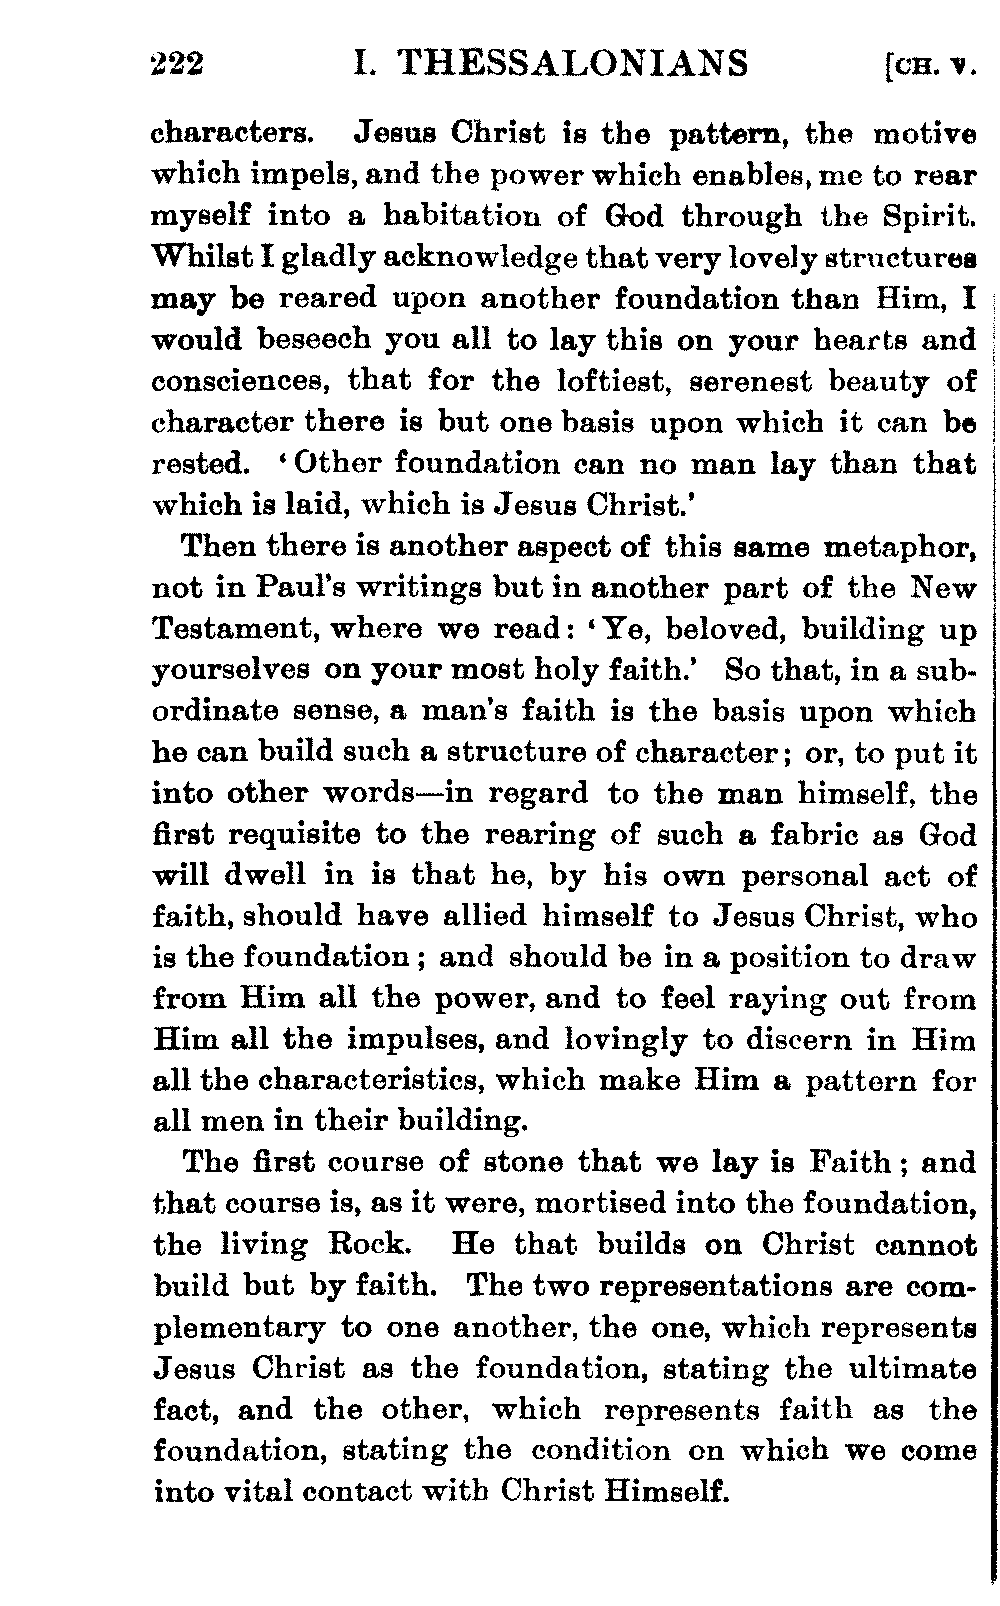 222 I. THESSALONIANS [CH. V.
characters. Jesus Christ is the pattern, the motive
which impels, and the power which enables, me to rear
myself into a habitation of God through the Spirit.
Whilst I gladly acknowledge that very lovely structures
may be reared upon another foundation than Him, I
would beseech you all to lay this on your hearts and
consciences, that for the loftiest, serenest beauty of
character there is but one basis upon which it can be
rested. ‘Other foundation can no man lay than that
which is laid, which is Jesus Christ.’
Then there is another aspect of this same metaphor,
not in Paul’s writings but in another part of the New
Testament, where we read: ‘Ye, beloved, building up
yourselves on your most holy faith.’ So that, in a sub-
ordinate sense, a man’s faith is the basis upon which
he can build such a structure of character; or, to put it
into other words—in regard to the man himself, the
first requisite to the rearing of such a fabric as God
will dwell in is that he, by his own personal act of
faith, should have allied himself to Jesus Christ, who
is the foundation; and should be in a position to draw
from Him all the power, and to feel raying out from
Him all the impulses, and lovingly to discern in Him
all the characteristics, which make Him a pattern for
all men in their building.
The first course of stone that we lay is Faith; and
that course is, as it were, mortised into the foundation,
the living Rock. He that builds on Christ cannot
build but by faith. The two representations are com-
plementary to one another, the one, which represents
Jesus Christ as the foundation, stating the ultimate
fact, and the other, which represents faith as the
foundation, stating the condition on which we come
into vital contact with Christ Himself.